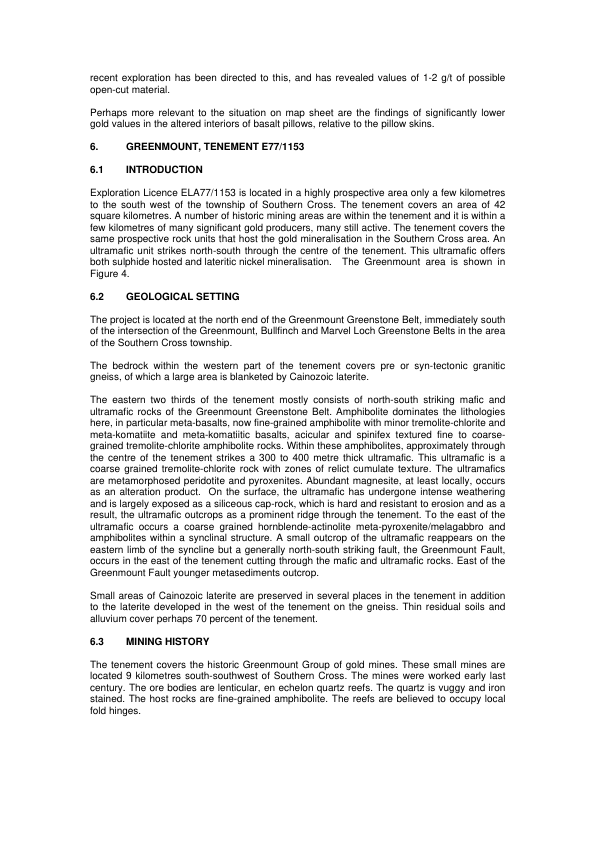 recent exploration has been directed to this, and has revealed values of 1-2 g/t of possible
open-cut material.
Perhaps more relevant to the situation on map sheet are the findings of significantly lower
gold values in the altered interiors of basalt pillows, relative to the pillow skins.
6. GREENMOUNT, TENEMENT E77/1153
6.1 INTRODUCTION
Exploration Licence ELA77/1153 is located in a highly prospective area only a few kilometres
to the south west of the township of Southern Cross. The tenement covers an area of 42
square kilometres. A number of historic mining areas are within the tenement and it is within a
few kilometres of many significant gold producers, many still active. The tenement covers the
same prospective rock units that host the gold mineralisation in the Southern Cross area. An
ultramafic unit strikes north-south through the centre of tenement. This ultramafic offers
both sulphide hosted and lateritic nickel mineralisation. The Greenmount area is shown in
Figure 4.
6.2 GEOLOGICAL SETTING
The project is located at the north end of the Greenmount Greenstone Belt, immediately south
of the intersection of the Greenmount, Bullfinch and Marvel Loch Greenstone Belts in the area
of the Southern Cross township.
The bedrock within the western part of the tenement covers pre or syn-tectonic granitic
gneiss, of which a large area is blanketed by Cainozoic laterite.
The eastern two thirds of the tenement mostly consists of north-south striking mafic and
ultramafic rocks of the Greenmount Greenstone Belt. Amphibolite dominates the lithologies
here, in particular meta-basalts, now fine-grained amphibolite with minor tremolite-chlorite and
meta-komatiite and meta-komatiitic basalts, acicular and spinifex textured fine to coarse-
grained tremolite-chlorite amphibolite rocks. Within these amphibolites, approximately through
the centre of the tenement strikes a 300 to 400 metre thick ultramafic. This ultramafic is a
coarse grained tremolite-chlorite rock with zones of relict cumulate texture. The ultramafics
are metamorphosed peridotite and pyroxenites. Abundant magnesite, at least locally, occurs
as an alteration product. On the surface, the ultramafic has undergone intense weathering
and is largely exposed as a siliceous cap-rock, which is hard and resistant to erosion and as a
result, the ultramafic outcrops as a prominent ridge through the tenement. To the east of the
ultramafic occurs a coarse grained hornblende-actinolite meta-pyroxenite/melagabbro and
amphibolites within a synclinal structure. A small outcrop of the ultramafic reappears on the
eastern limb of the syncline but a generally north-south striking fault, the Greenmount Fault,
occurs in the east of the tenement cutting through the mafic and ultramafic rocks. East of the
Greenmount Fault younger metasediments outcrop.
Small areas of Cainozoic laterite are preserved in several places in the tenement in addition
to the laterite developed in the west of the tenement on the gneiss. Thin residual soils and
alluvium cover perhaps 70 percent of the tenement.
6.3 MINING HISTORY
The tenement covers the historic Greenmount Group of gold mines. These small mines are
located 9 kilometres south-southwest of Southern Cross. The mines were worked early last
century. The ore bodies are lenticular, en echelon quartz reefs. The quartz is vuggy and iron
stained. The host rocks are fine-grained amphibolite. The reefs are believed to occupy local
fold hinges.